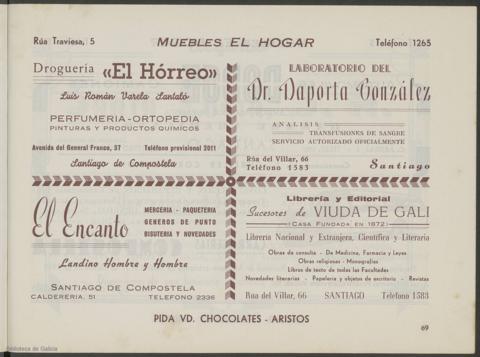 Rúa Traviesa, 5 MUEBLES EL HOGAR Teléfono 1265
Droguería «El Hórreo»
Luis Román Varela Santaló
PERFUMERIA-ORTOPEDIA
PINTURAS Y PRODUCTOS QUIMICOS
Avenida del General Franco, 37 Teléfono provisional 2011
Santiago de Compostela
LABORATORIO DEL
Dr. Daporta González
ANALISIS
TRANSFUSIONES DE SANGRE
SERVICIO AUTORIZADO OFICIALMENTE
Rúa del Villar, 66
Teléfono 1583 Santiago
El Encanto
MERCERIA - PAQUETERIA
GENEROS DE PUNTO
BISUTERIA Y NOVEDADES
Landino Hombre y Hombre
SANTIAGO DE COMPOSTELA
CALDERERIA, 51 TELEFONO 2336
Librería y Editorial
Sucesores de VIUDA DE GALI
(CASA FUNDADA EN 1872)
Librería Nacional y Extranjera, Científica y Literaria
Obras de consulta - De Medicina, Farmacia y Leyes
Obras religiosas - Monografías
Libros de texto de todas las Facultades
Novedades literarias - Papelería y objetos de escritorio - Revistas
Rua del Villar, 66 SANTIAGO Teléfono 1583
PIDA VD. CHOCOLATES - ARISTOS
69
Biblioteca de Galicia